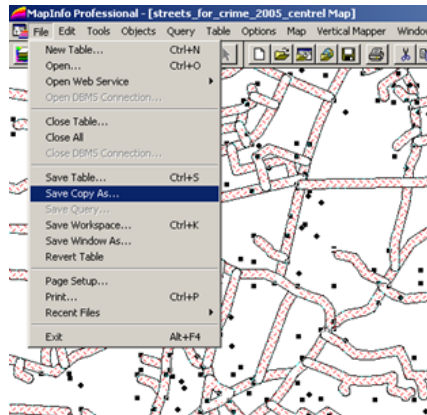 MapInfo Professional - [streets_for_crime_2005_centrel Map]
File Edit Tools Objects Query Table Options Map Vertical Mapper Window
New Table... Ctrl+N
Open... Ctrl+O
Open Web Service
Open DBMS Connection...
Close Table...
Close All
Close DBMS Connection...
Save Table... Ctrl+S
Save Copy As...
Save Query...
Save Workspace... Ctrl+K
Save Window As...
Revert Table
Page Setup...
Print... Ctrl+P
Recent Files
Exit Alt+F4